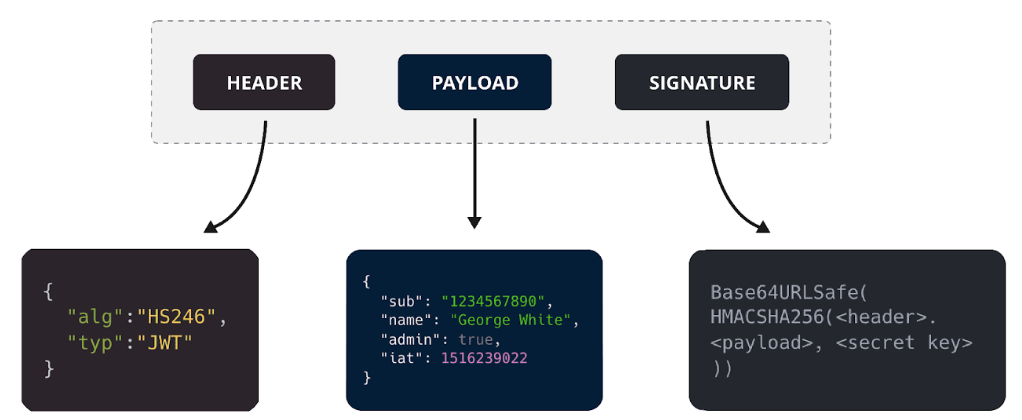 HEADER
PAYLOAD
SIGNATURE
{
"alg":"HS246",
"typ":"JWT"
}
{
"sub": "1234567890",
"name": "George White",
"admin": true,
"iat": 1516239022
}
Base64URLSafe(
HMACSHA256(<header>.
<payload>, <secret key>
))